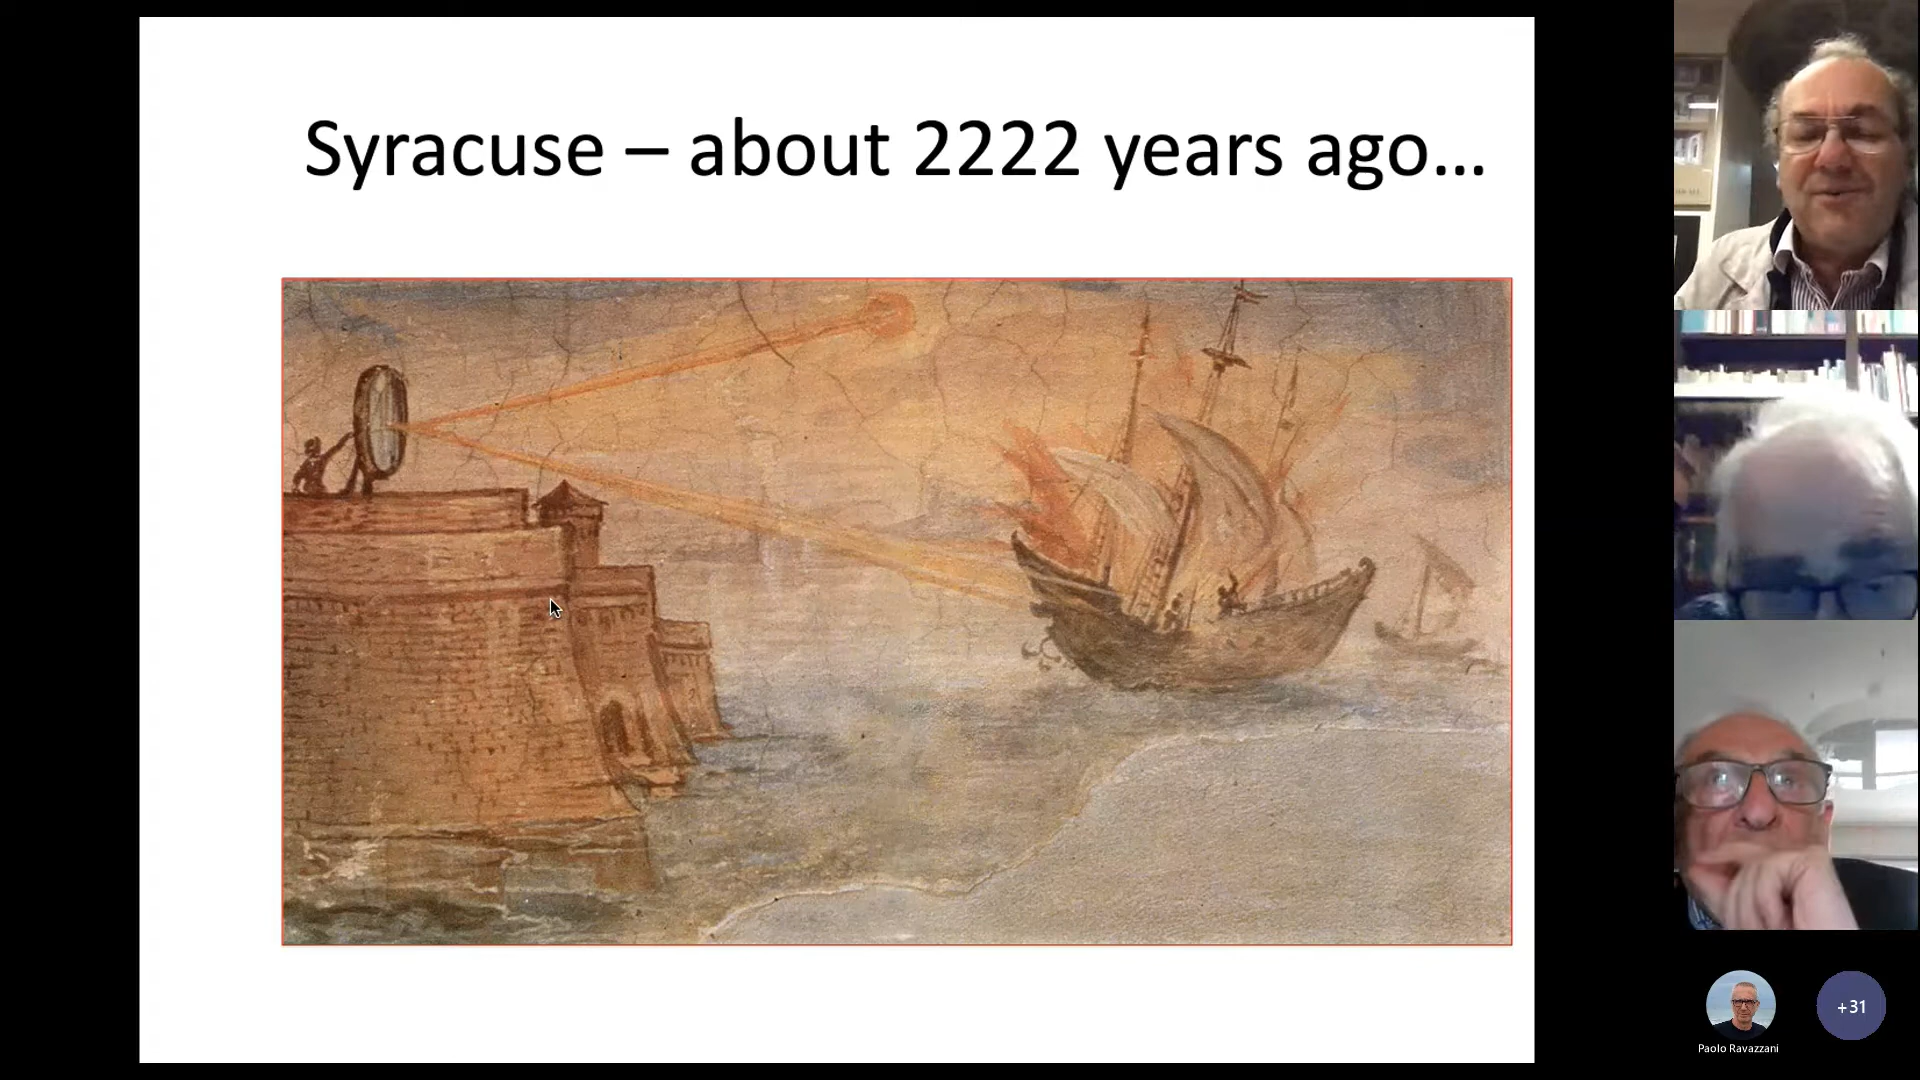 Syracuse – about 2222 years ago...
+31
Paolo Ravazzani